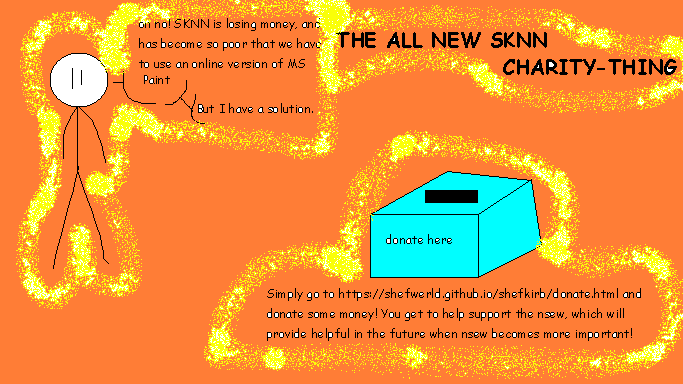 oh no! SKNN is losing money, and
has become so poor that we have
to use an online version of MS
Paint
But I have a solution.
THE ALL NEW SKNN
CHARITY-THING
donate here
Simply go to https://shefwerld.github.io/shefkirb/donate.html and
donate some money! You get to help support the nsew, which will
provide helpful in the future when nsew becomes more important!